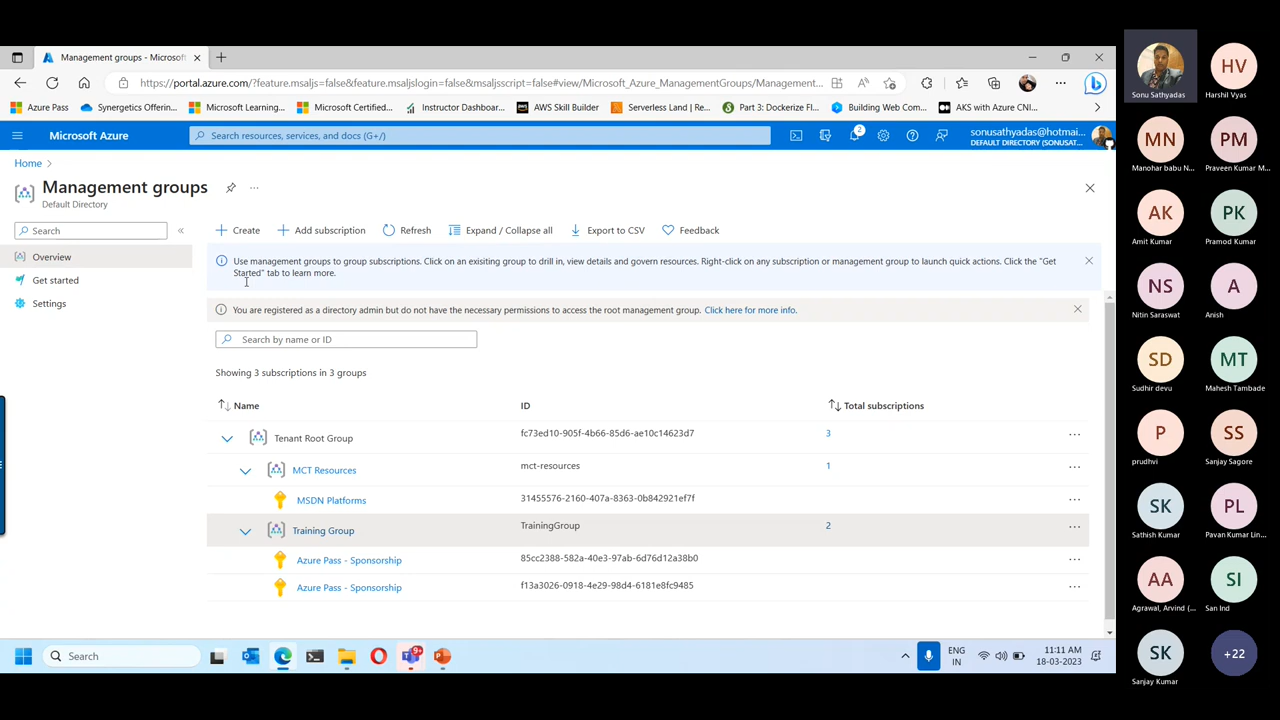 Management groups - Microsof
https://portal.azure.com/?feature.msaljs=false&feature.msaljslogin=false&msaljsscript=false#view/Microsoft_Azure_ManagementGroups/Management...
Azure Pass
Synergetics Offering...
Microsoft Learning...
Microsoft Certified...
Instructor Dashboar...
AWS Skill Builder
Serverless Land | Re...
Part 3: Dockerize Fl...
Building Web Com...
AKS with Azure CNI...
Microsoft Azure
Search resources, services, and docs (G+/)
2
sonusathyadas@hotmai...
DEFAULT DIRECTORY (SONUSAT...
Home
Management groups
Default Directory
Search
Overview
Get started
Settings
Create
Add subscription
Refresh
Expand / Collapse all
Export to CSV
Feedback
Use management groups to group subscriptions. Click on an exisiting group to drill in, view details and govern resources. Right-click on any subscription or management group to launch quick actions. Click the "Get
Started" tab to learn more.
You are registered as a directory admin but do not have the necessary permissions to access the root management group. Click here for more info.
Search by name or ID
Showing 3 subscriptions in 3 groups
Name ID Total subscriptions
Tenant Root Group fc73ed10-905f-4b66-85d6-ae10c14623d7 3
MCT Resources mct-resources 1
MSDN Platforms 31455576-2160-407a-8363-0b842921ef7f
Training Group TrainingGroup 2
Azure Pass - Sponsorship 85cc2388-582a-40e3-97ab-6d76d12a38b0
Azure Pass - Sponsorship f13a3026-0918-4e29-98d4-6181e8fc9485
Search
9+
ENG
IN
11:11 AM
18-03-2023
Sonu Sathyadas
HV
Harshil Vyas
MN
Manohar babu N...
PM
Praveen Kumar M...
AK
Amit Kumar
PK
Pramod Kumar
NS
Nitin Saraswat
A
Anish
SD
Sudhir devu
MT
Mahesh Tambade
P
prudhvi
SS
Sanjay Sagore
SK
Sathish Kumar
PL
Pavan Kumar Lin...
AA
Agrawal, Arvind (...
SI
San Ind
SK
Sanjay Kumar
+22